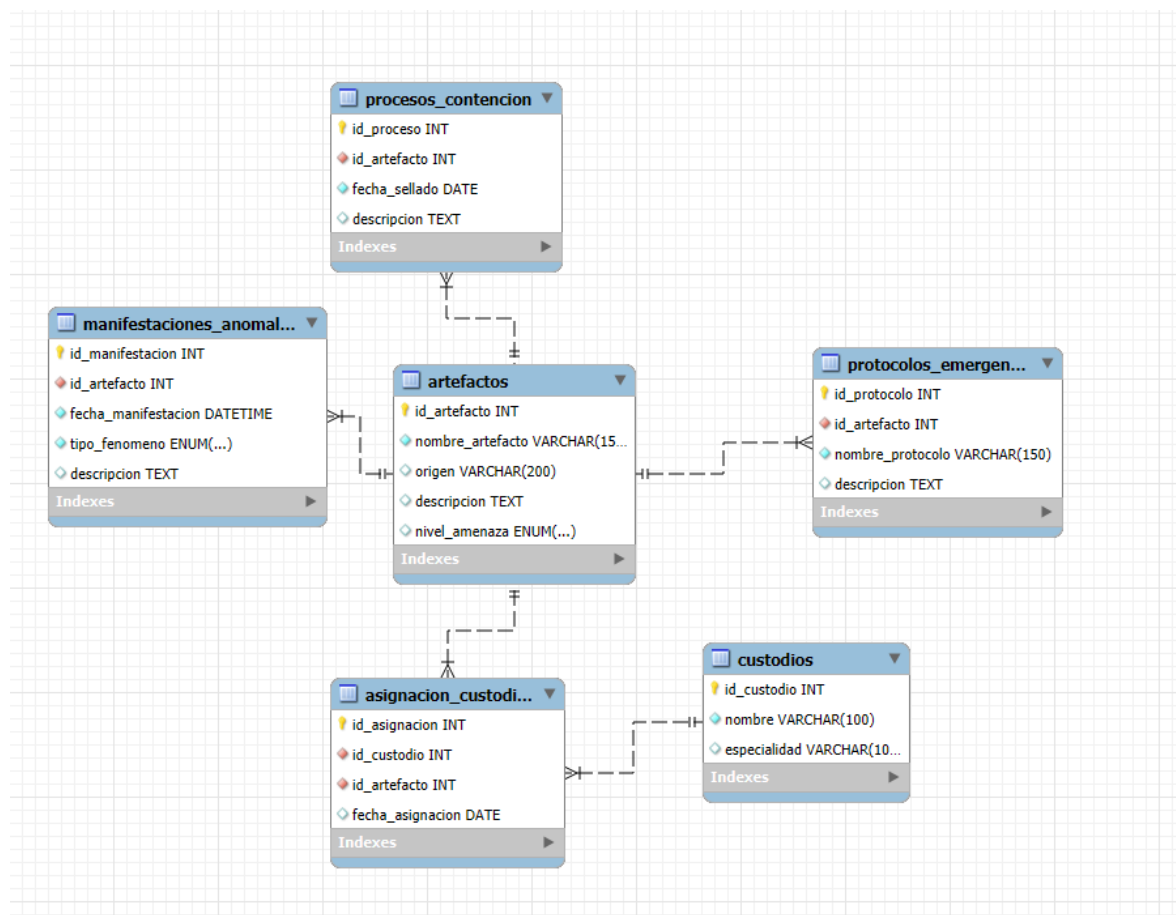 procesos_contencion
id_proceso INT
id_artefacto INT
fecha_sellado DATE
descripcion TEXT
Indexes
manifestaciones_anomal...
id_manifestacion INT
id_artefacto INT
fecha_manifestacion DATETIME
tipo_fenomeno ENUM(...)
descripcion TEXT
Indexes
artefactos
id_artefacto INT
nombre_artefacto VARCHAR(15...
origen VARCHAR(200)
descripcion TEXT
nivel_amenaza ENUM(...)
Indexes
protocolos_emergen...
id_protocolo INT
id_artefacto INT
nombre_protocolo VARCHAR(150)
descripcion TEXT
Indexes
asignacion_custodi...
id_asignacion INT
id_custodio INT
id_artefacto INT
fecha_asignacion DATE
Indexes
custodios
id_custodio INT
nombre VARCHAR(100)
especialidad VARCHAR(10...
Indexes